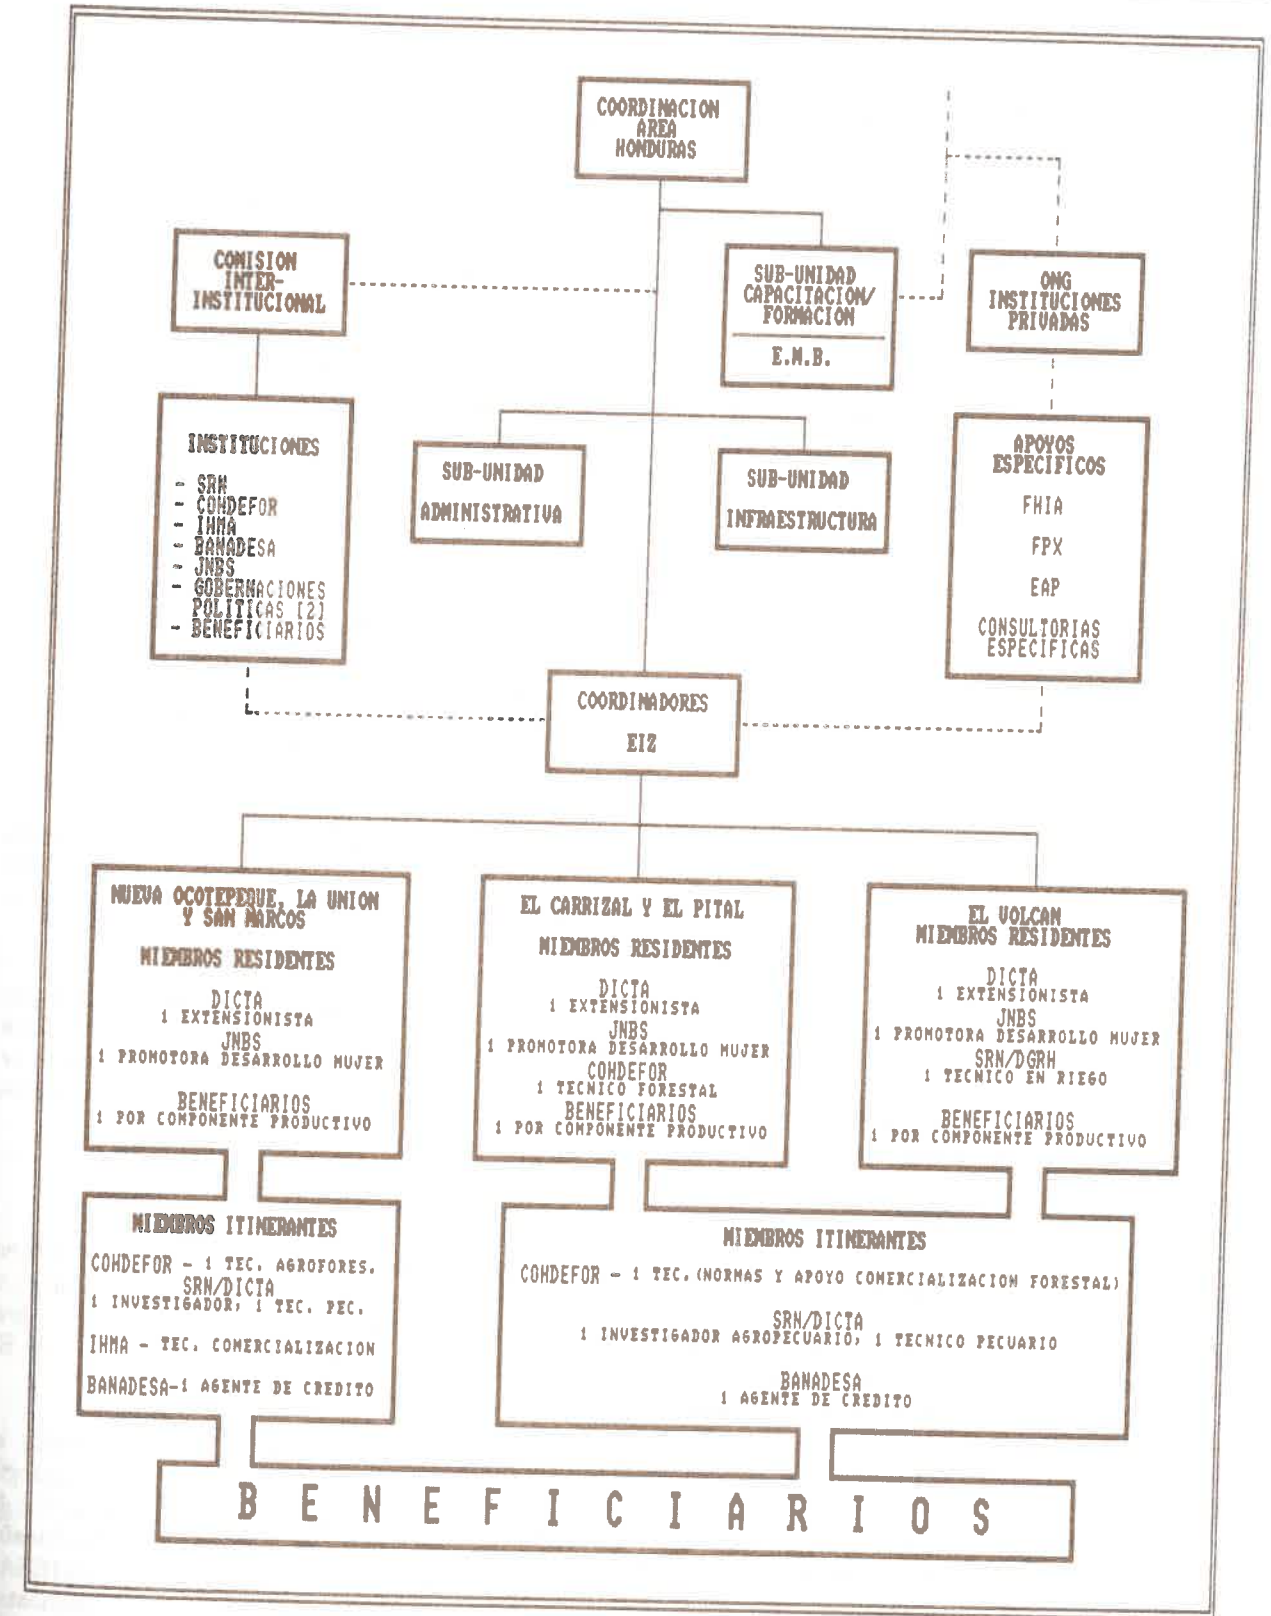 COORDINACION
AREA
HONDURAS
COMISION
INTER-
INSTITUCIONAL
SUB-UNIDAD
CAPACITACION/
FORMACION
E.M.B.
ONG
INSTITUCIONES
PRIVADAS
INSTITUCIONES
- SRN
- COHDEFOR
- IHMA
- BANADESA
- JNBS
- GOBERNACIONES
POLITICAS [2]
- BENEFICIARIOS
SUB-UNIDAD
ADMINISTRATIVA
SUB-UNIDAD
INFRAESTRUCTURA
APOYOS
ESPECIFICOS
FHIA
FPX
EAP
CONSULTORIAS
ESPECIFICAS
COORDINADORES
EIZ
NUEVA OCOTEPEQUE, LA UNION
Y SAN MARCOS
MIEMBROS RESIDENTES
DICTA
1 EXTENSIONISTA
JNBS
1 PROMOTORA DESARROLLO MUJER
BENEFICIARIOS
1 POR COMPONENTE PRODUCTIVO
EL CARRIZAL Y EL PITAL
MIEMBROS RESIDENTES
DICTA
1 EXTENSIONISTA
JNBS
1 PROMOTORA DESARROLLO MUJER
COHDEFOR
1 TECNICO FORESTAL
BENEFICIARIOS
1 POR COMPONENTE PRODUCTIVO
EL VOLCAN
MIEMBROS RESIDENTES
DICTA
1 EXTENSIONISTA
JNBS
1 PROMOTORA DESARROLLO MUJER
SRN/DGRH
1 TECNICO EN RIEGO
BENEFICIARIOS
1 POR COMPONENTE PRODUCTIVO
MIEMBROS ITINERANTES
COHDEFOR - 1 TEC. AGROFORES.
SRN/DICTA
1 INVESTIGADOR, 1 TEC. PEC.
IHMA - TEC. COMERCIALIZACION
BANADESA-1 AGENTE DE CREDITO
MIEMBROS ITINERANTES
COHDEFOR - 1 TEC. (NORMAS Y APOYO COMERCIALIZACION FORESTAL)
SRN/DICTA
1 INVESTIGADOR AGROPECUARIO, 1 TECNICO PECUARIO
BANADESA
1 AGENTE DE CREDITO
B E N E F I C I A R I O S